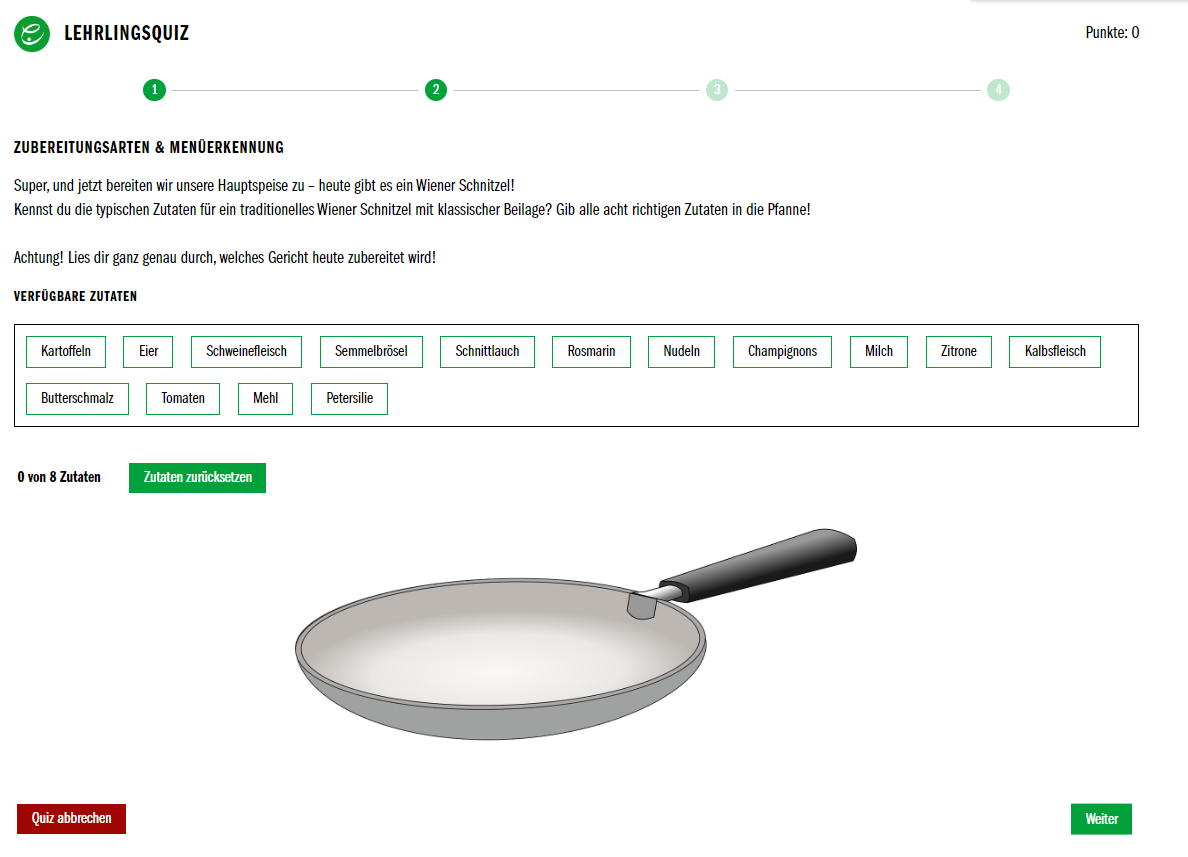 LEHRLINGSQUIZ
Punkte: 0
1 2 3 4
ZUBEREITUNGSARTEN & MENÜERKENNUNG
Super, und jetzt bereiten wir unsere Hauptspeise zu – heute gibt es ein Wiener Schnitzel!
Kennst du die typischen Zutaten für ein traditionelles Wiener Schnitzel mit klassischer Beilage? Gib alle acht richtigen Zutaten in die Pfanne!
Achtung! Lies dir ganz genau durch, welches Gericht heute zubereitet wird!
VERFÜGBARE ZUTATEN
Kartoffeln Eier Schweinefleisch Semmelbrösel Schnittlauch Rosmarin Nudeln Champignons Milch Zitrone Kalbsfleisch
Butterschmalz Tomaten Mehl Petersilie
0 von 8 Zutaten Zutaten zurücksetzen
Quiz abbrechen Weiter